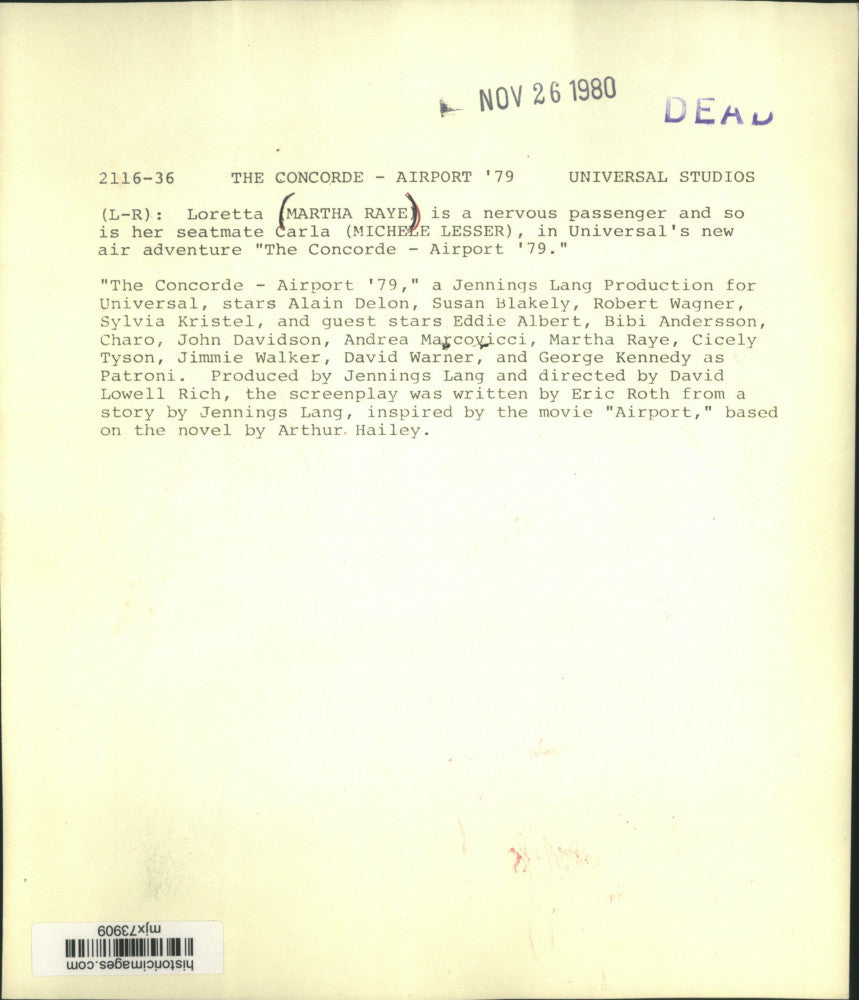 NOV 26 1980
DEAD
2116-36 THE CONCORDE - AIRPORT '79 UNIVERSAL STUDIOS
(L-R): Loretta (MARTHA RAYE) is a nervous passenger and so
is her seatmate Carla (MICHELE LESSER), in Universal's new
air adventure "The Concorde - Airport '79."
"The Concorde - Airport '79," a Jennings Lang Production for
Universal, stars Alain Delon, Susan Blakely, Robert Wagner,
Sylvia Kristel, and guest stars Eddie Albert, Bibi Andersson,
Charo, John Davidson, Andrea Marcovicci, Martha Raye, Cicely
Tyson, Jimmie Walker, David Warner, and George Kennedy as
Patroni. Produced by Jennings Lang and directed by David
Lowell Rich, the screenplay was written by Eric Roth from a
story by Jennings Lang, inspired by the movie "Airport," based
on the novel by Arthur Hailey.
historicimages.com
mjx73909